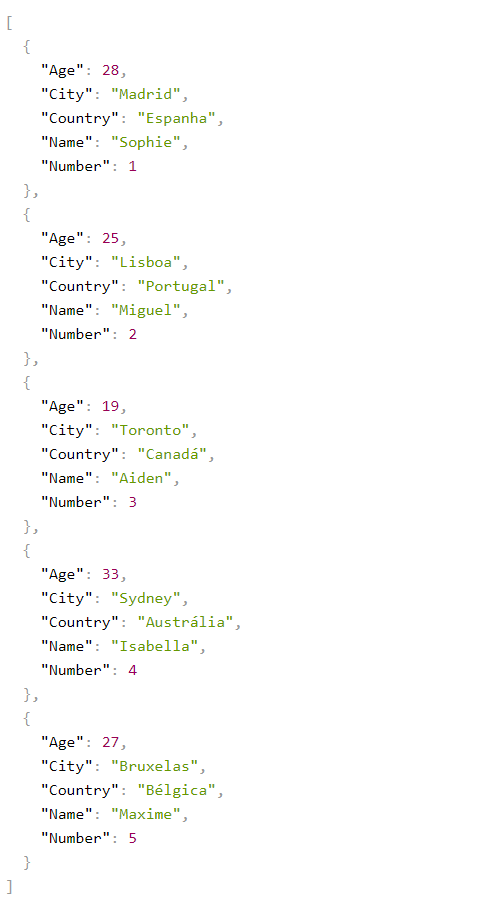 [
  {
    "Age": 28,
    "City": "Madrid",
    "Country": "Espanha",
    "Name": "Sophie",
    "Number": 1
  },
  {
    "Age": 25,
    "City": "Lisboa",
    "Country": "Portugal",
    "Name": "Miguel",
    "Number": 2
  },
  {
    "Age": 19,
    "City": "Toronto",
    "Country": "Canadá",
    "Name": "Aiden",
    "Number": 3
  },
  {
    "Age": 33,
    "City": "Sydney",
    "Country": "Austrália",
    "Name": "Isabella",
    "Number": 4
  },
  {
    "Age": 27,
    "City": "Bruxelas",
    "Country": "Bélgica",
    "Name": "Maxime",
    "Number": 5
  }
]